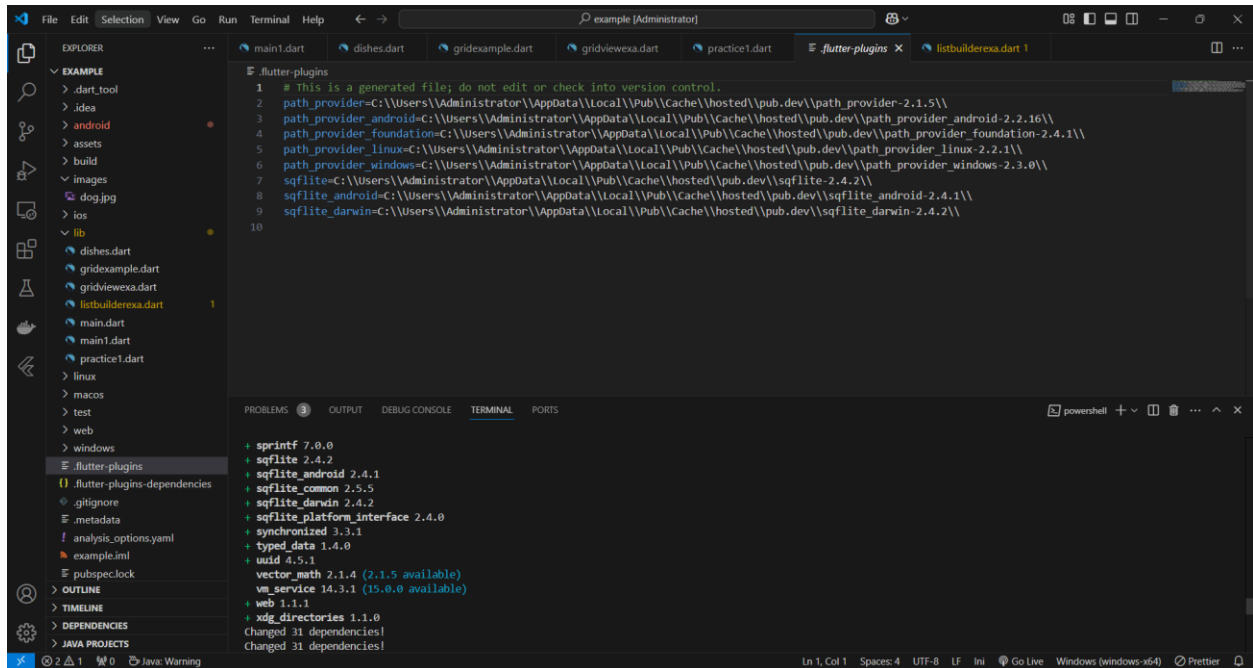 File Edit Selection View Go Run Terminal Help
example [Administrator]
EXPLORER
main1.dart
dishes.dart
gridexample.dart
gridviewexa.dart
practice1.dart
.flutter-plugins
listbuilderexa.dart 1
EXAMPLE
.dart_tool
.idea
android
assets
build
images
dog.jpg
ios
lib
dishes.dart
gridexample.dart
gridviewexa.dart
listbuilderexa.dart 1
main.dart
main1.dart
practice1.dart
linux
macos
test
web
windows
.flutter-plugins
.flutter-plugins-dependencies
.gitignore
.metadata
analysis_options.yaml
example.iml
pubspec.lock
OUTLINE
TIMELINE
DEPENDENCIES
JAVA PROJECTS
.flutter-plugins
1 # This is a generated file; do not edit or check into version control.
2 path_provider=C:\\Users\\Administrator\\AppData\\Local\\Pub\\Cache\\hosted\\pub.dev\\path_provider-2.1.5\\
3 path_provider_android=C:\\Users\\Administrator\\AppData\\Local\\Pub\\Cache\\hosted\\pub.dev\\path_provider_android-2.2.16\\
4 path_provider_foundation=C:\\Users\\Administrator\\AppData\\Local\\Pub\\Cache\\hosted\\pub.dev\\path_provider_foundation-2.4.1\\
5 path_provider_linux=C:\\Users\\Administrator\\AppData\\Local\\Pub\\Cache\\hosted\\pub.dev\\path_provider_linux-2.2.1\\
6 path_provider_windows=C:\\Users\\Administrator\\AppData\\Local\\Pub\\Cache\\hosted\\pub.dev\\path_provider_windows-2.3.0\\
7 sqflite=C:\\Users\\Administrator\\AppData\\Local\\Pub\\Cache\\hosted\\pub.dev\\sqflite-2.4.2\\
8 sqflite_android=C:\\Users\\Administrator\\AppData\\Local\\Pub\\Cache\\hosted\\pub.dev\\sqflite_android-2.4.1\\
9 sqflite_darwin=C:\\Users\\Administrator\\AppData\\Local\\Pub\\Cache\\hosted\\pub.dev\\sqflite_darwin-2.4.2\\
10
PROBLEMS 3 OUTPUT DEBUG CONSOLE TERMINAL PORTS
powershell
+ sprintf 7.0.0
+ sqflite 2.4.2
+ sqflite_android 2.4.1
+ sqflite_common 2.5.5
+ sqflite_darwin 2.4.2
+ sqflite_platform_interface 2.4.0
+ synchronized 3.3.1
+ typed_data 1.4.0
+ uuid 4.5.1
vector_math 2.1.4 (2.1.5 available)
vm_service 14.3.1 (15.0.0 available)
+ web 1.1.1
+ xdg_directories 1.1.0
Changed 31 dependencies!
Changed 31 dependencies!
2 1 0 Java: Warning
Ln 1, Col 1 Spaces: 4 UTF-8 LF Ini Go Live Windows (windows-x64) Prettier